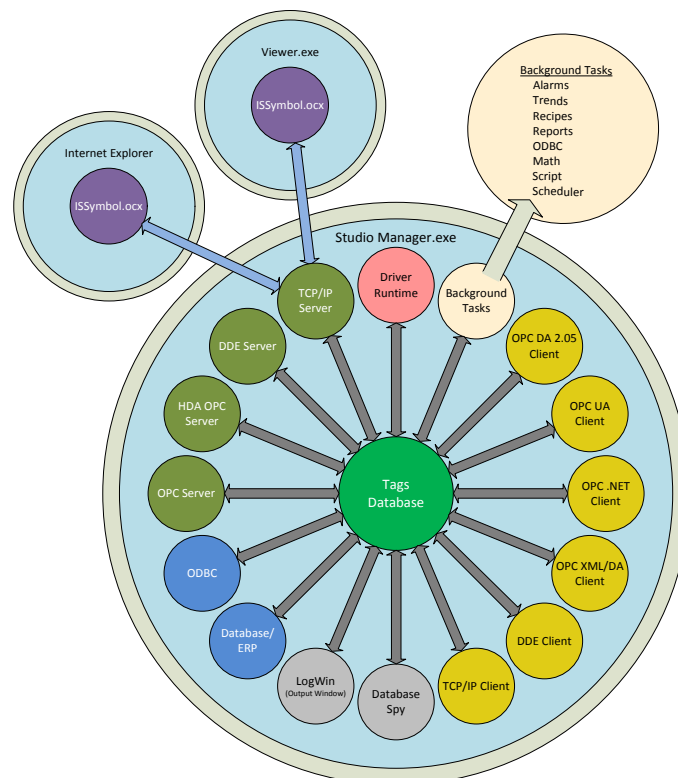 Viewer.exe
ISSymbol.ocx
Background Tasks
Alarms
Trends
Recipes
Reports
ODBC
Math
Script
Scheduler
Internet Explorer
ISSymbol.ocx
Studio Manager.exe
TCP/IP
Server
Driver
Runtime
Background
Tasks
DDE Server
OPC DA 2.05
Client
HDA OPC
Server
OPC UA
Client
OPC Server
Tags
Database
OPC .NET
Client
ODBC
OPC XML/DA
Client
Database/
ERP
DDE Client
LogWin
(Output Window)
Database
Spy
TCP/IP Client